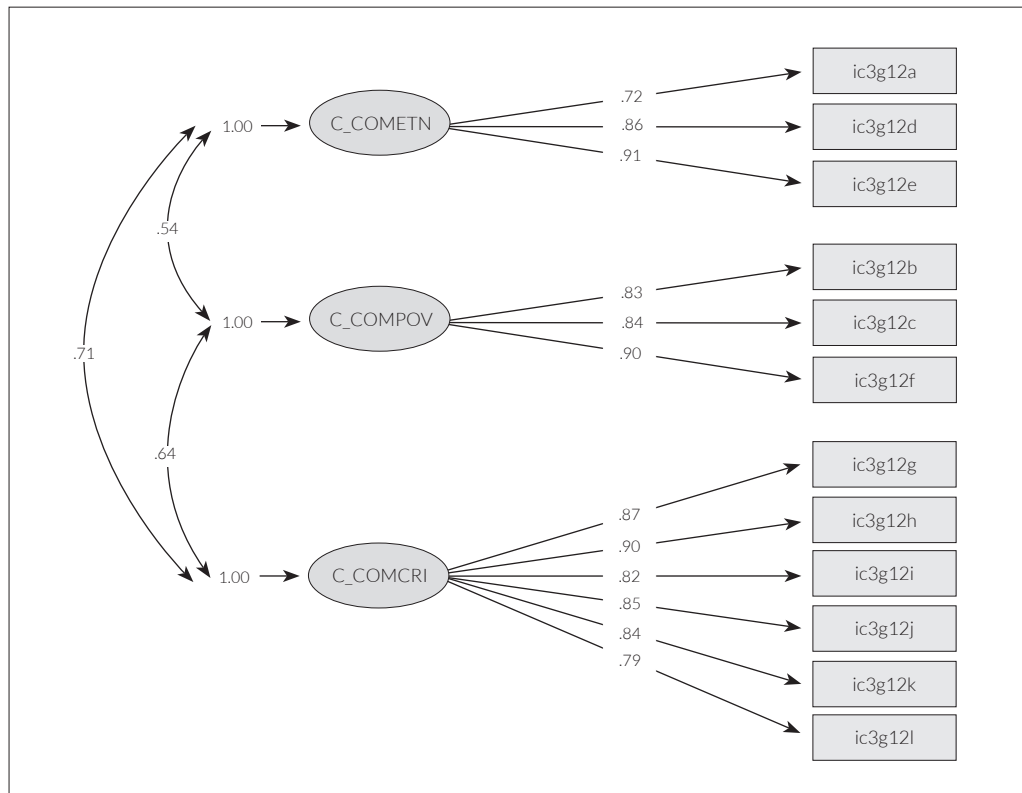 ic3g12a
.72
1.00
C_COMETN
.86
ic3g12d
.91
ic3g12e
.54
ic3g12b
.83
1.00
C_COMPOV
.84
ic3g12c
.90
ic3g12f
.71
.64
ic3g12g
.87
ic3g12h
.90
1.00
C_COMCRI
.82
ic3g12i
.85
ic3g12j
.84
.79
ic3g12k
ic3g12l